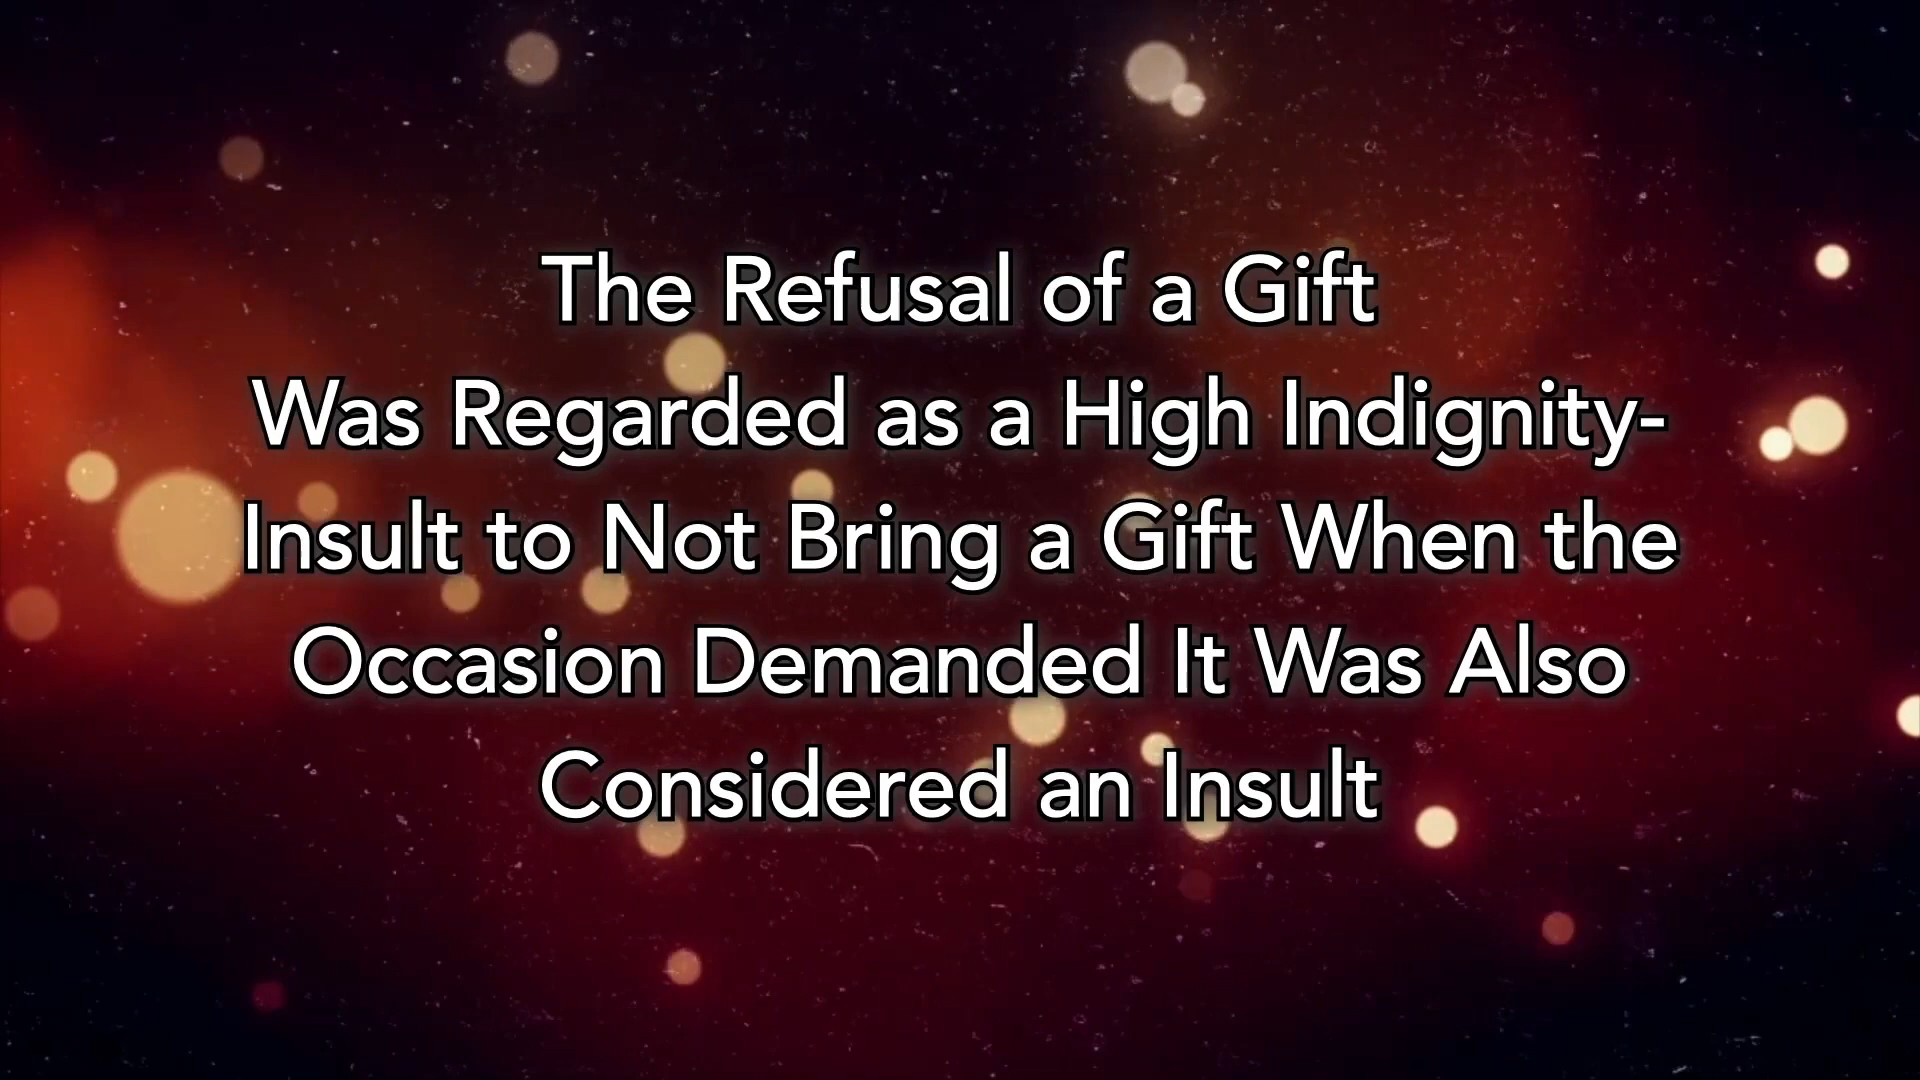 The Refusal of a Gift
Was Regarded as a High Indignity-
Insult to Not Bring a Gift When the
Occasion Demanded It Was Also
Considered an Insult